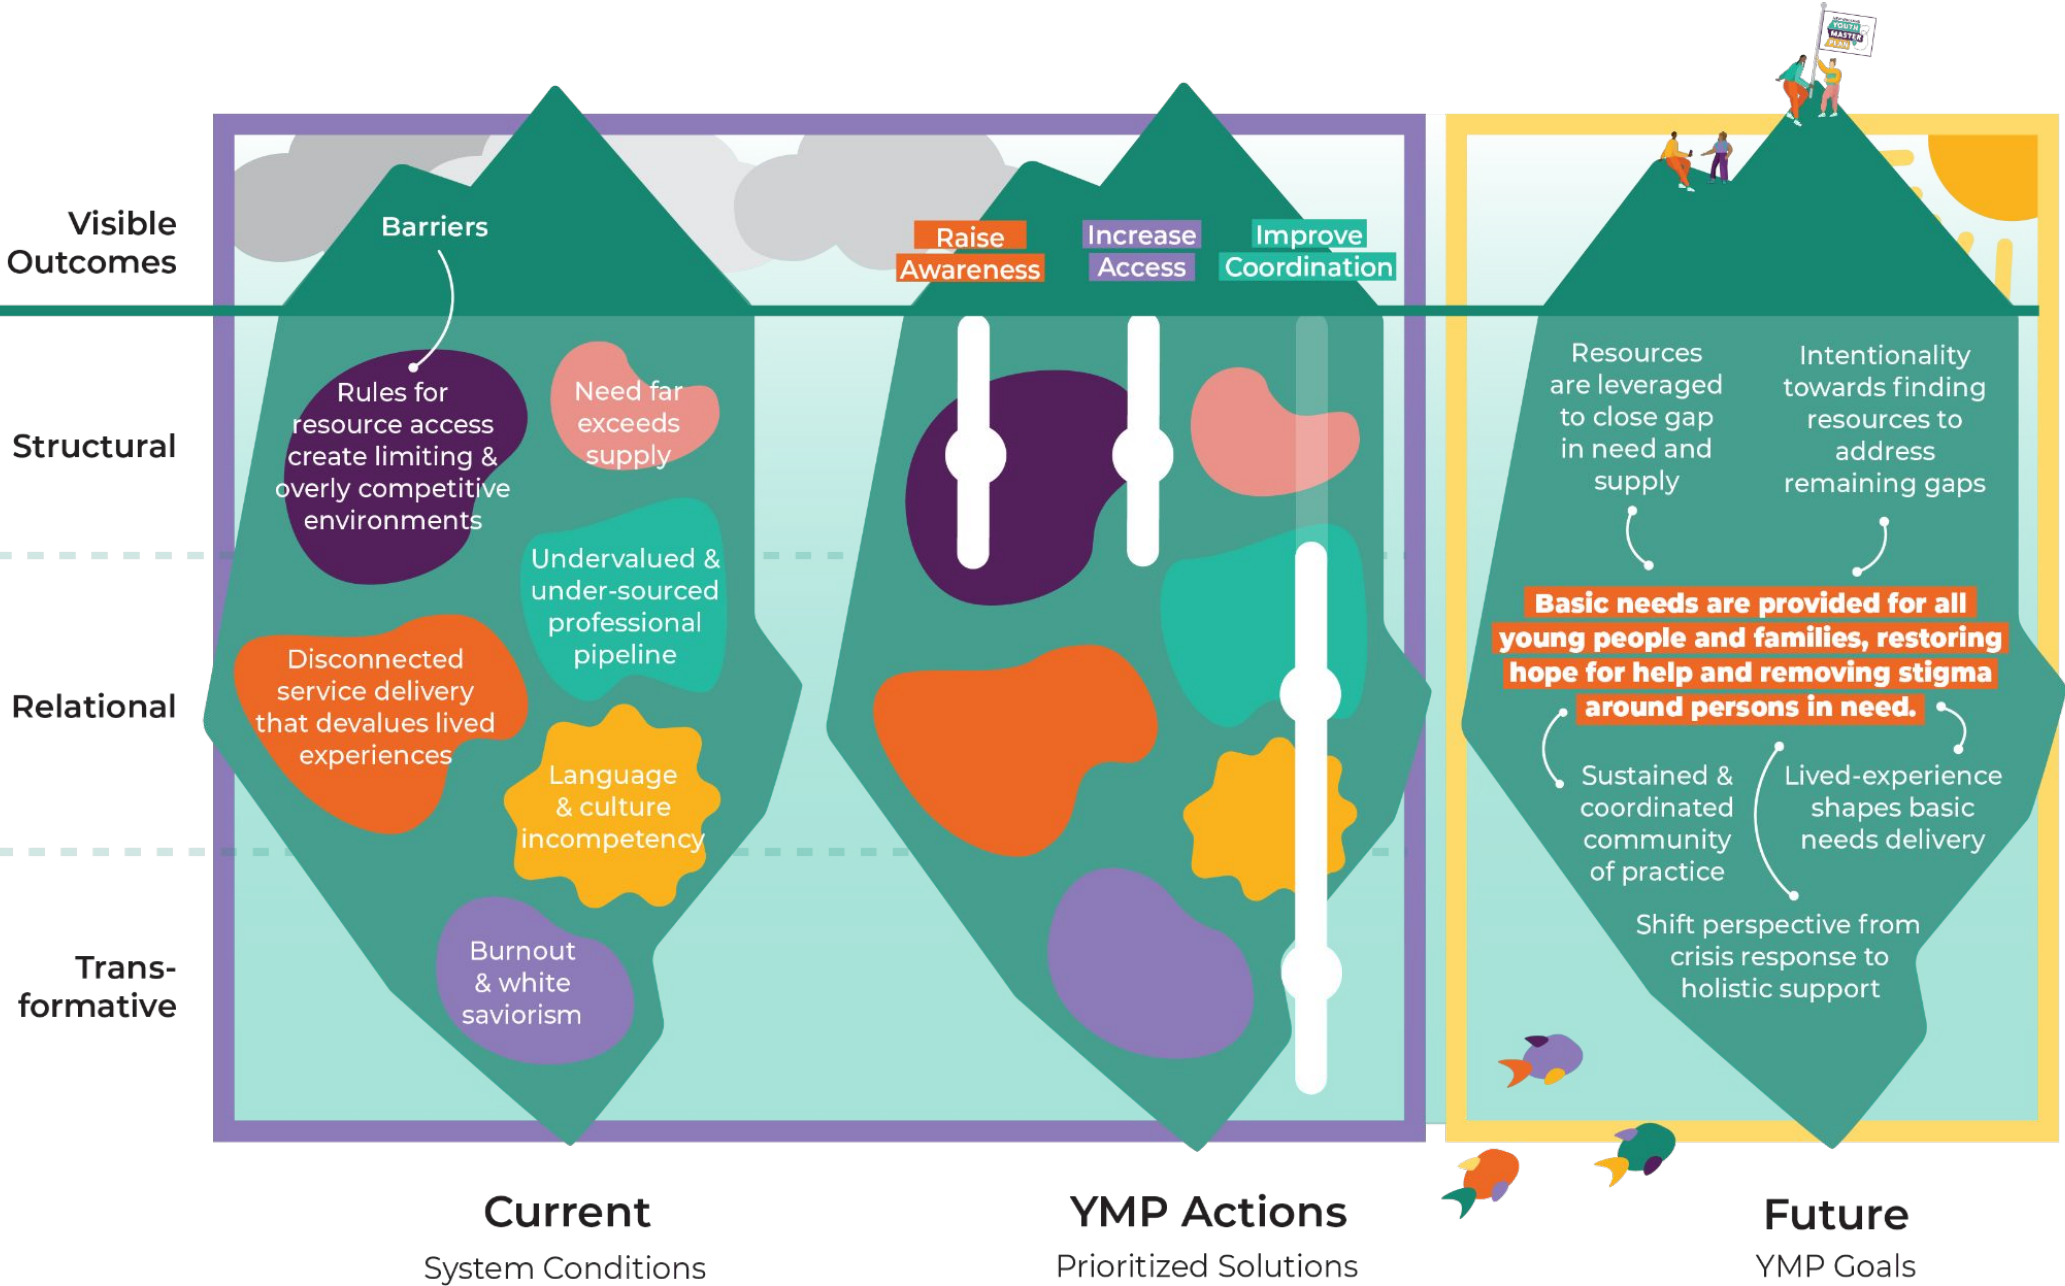 YOUTH
MASTER
PLAN
Visible
Outcomes
Structural
Relational
Trans-
formative
Barriers
Rules for
resource access
create limiting &
overly competitive
environments
Need far
exceeds
supply
Undervalued &
under-sourced
professional
pipeline
Disconnected
service delivery
that devalues lived
experiences
Language
& culture
incompetency
Burnout
& white
saviorism
Raise
Awareness
Increase
Access
Improve
Coordination
Resources
are leveraged
to close gap
in need and
supply
Intentionality
towards finding
resources to
address
remaining gaps
Basic needs are provided for all
young people and families, restoring
hope for help and removing stigma
around persons in need.
Sustained &
coordinated
community
of practice
Lived-experience
shapes basic
needs delivery
Shift perspective from
crisis response to
holistic support
Current
System Conditions
YMP Actions
Prioritized Solutions
Future
YMP Goals